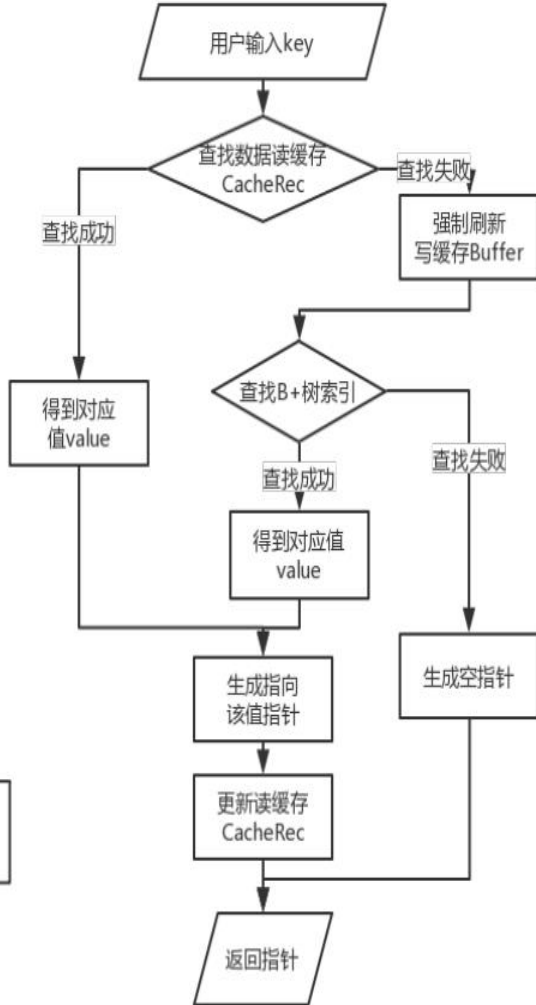 用户输入key
查找数据读缓存
CacheRec
查找失败
强制刷新
写缓存Buffer
查找成功
查找B+树索引
得到对应
值value
查找失败
查找成功
得到对应值
value
生成指向
该值指针
生成空指针
更新读缓存
CacheRec
返回指针